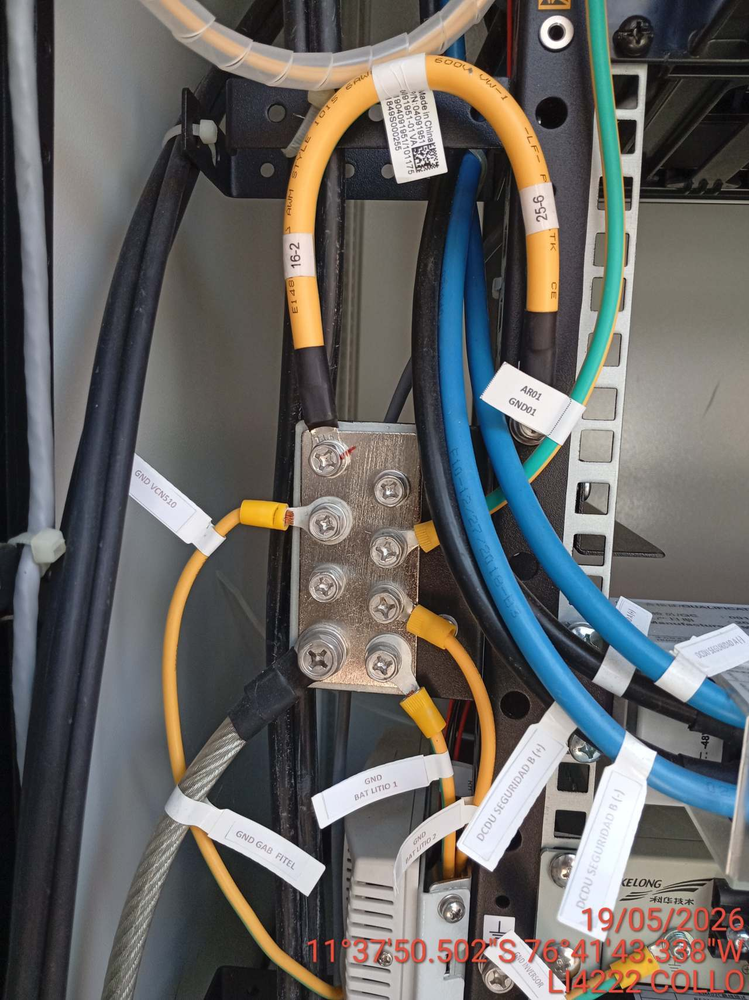 600V VW-1
AWM STYLE 1015 6AWG
Made in China
P/N:04091951
04091951-01 VA
1904091951/101175
1849S000255
-LF-
25-6
16-2
E148
CE
AR01
GND01
GND VCN510
DCDU SEGURIDAD A(-)
GND
BAT LITIO 1
GND
BAT LITIO 2
DCDU SEGURIDAD B (+)
DCDU SEGURIDAD B (-)
GND GAB FITEL
KELONG
科华技术
GND INVERSOR
19/05/2026
11°37'50.502"S 76°41'43.338"W
LI4222 COLLO